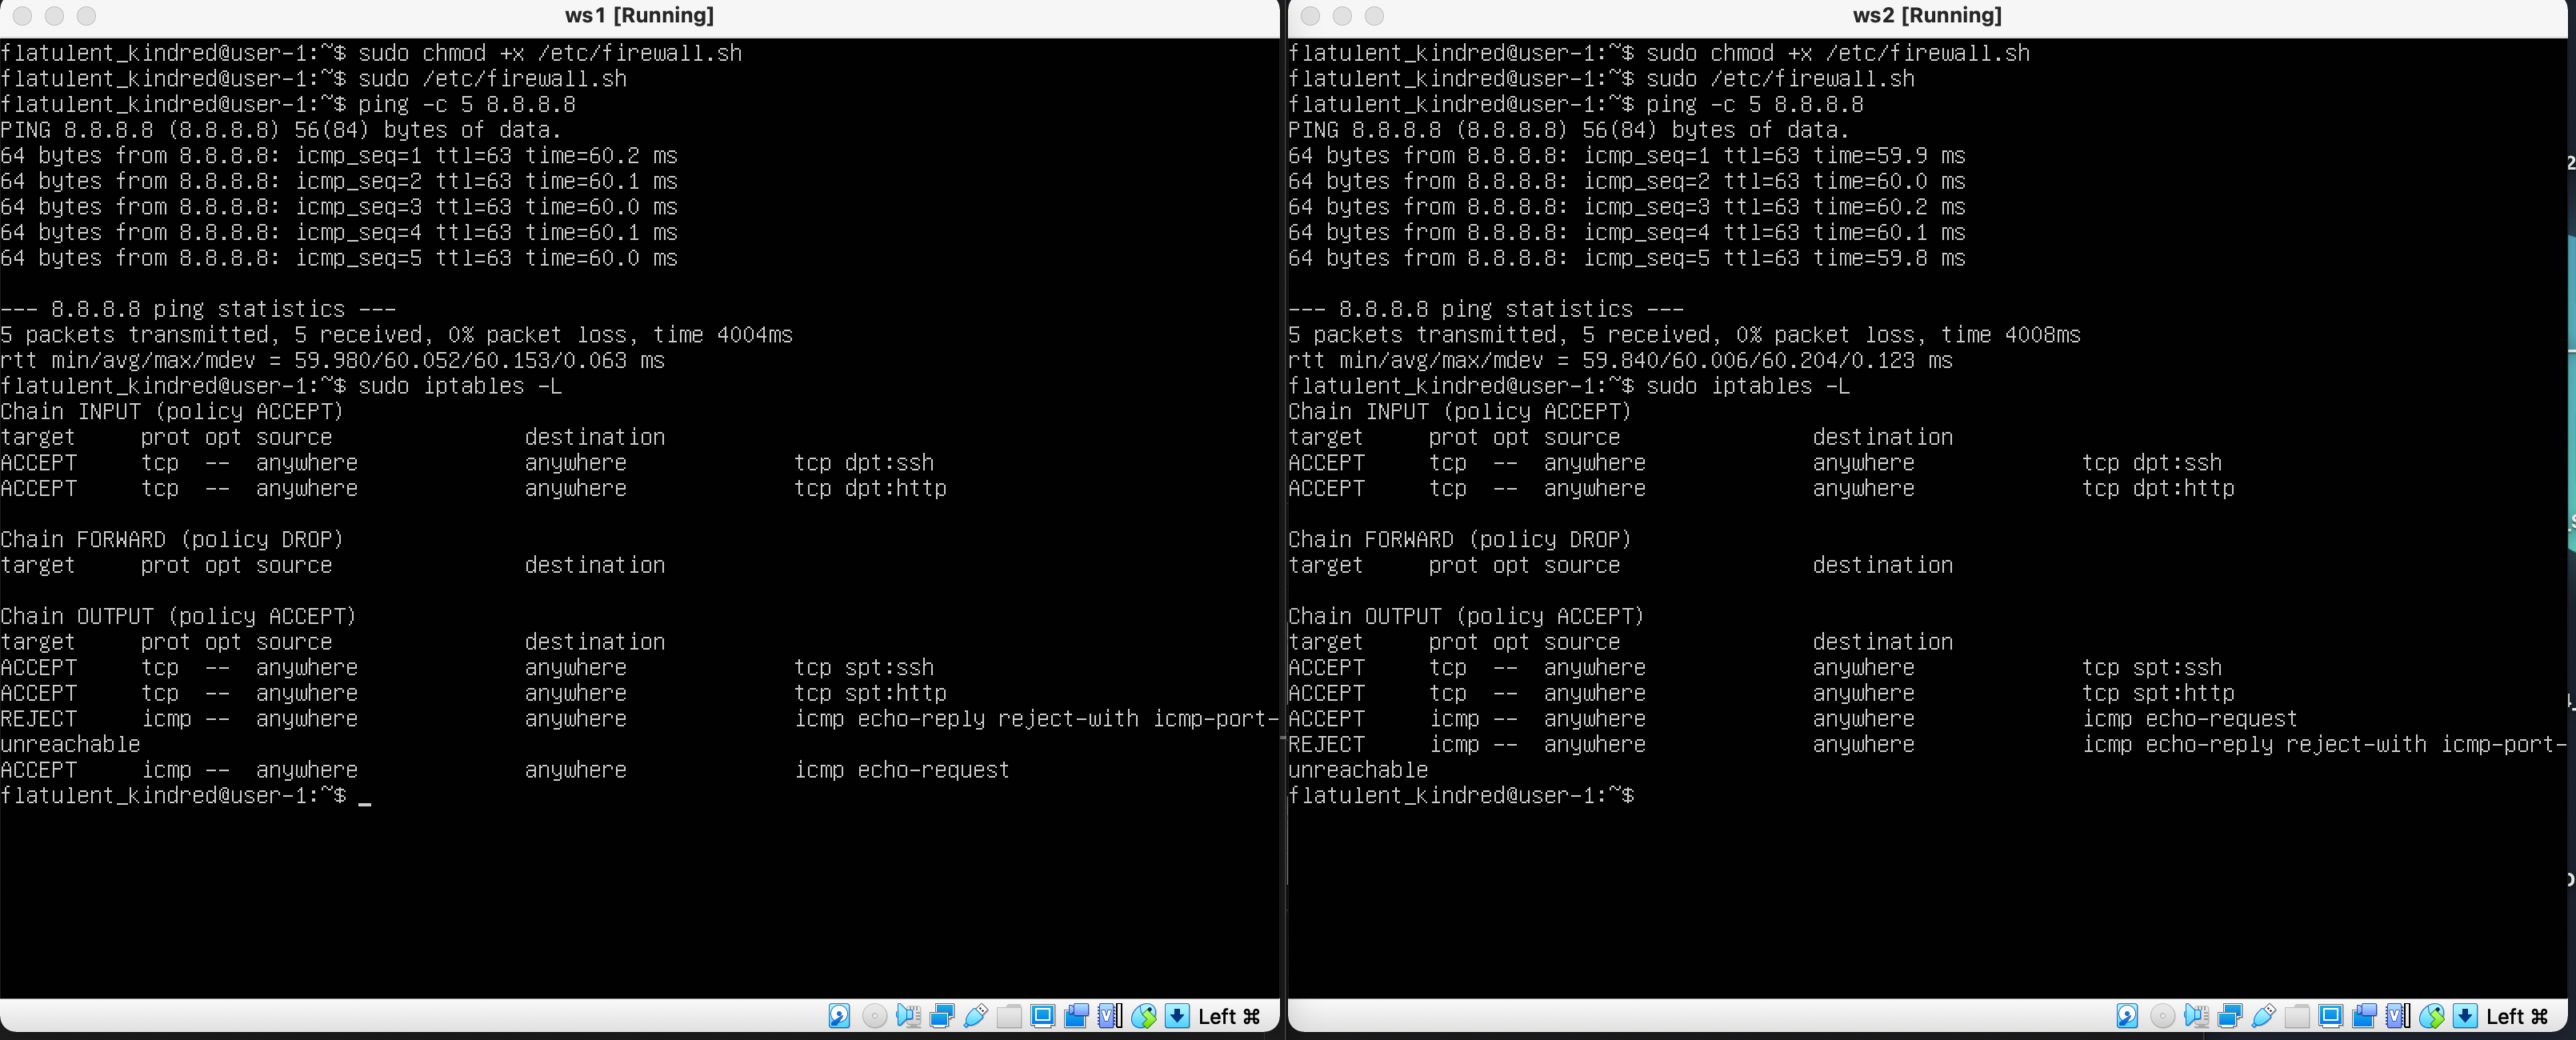 ws1 [Running]
flatulent_kindred@user-1:~$ sudo chmod +x /etc/firewall.sh
flatulent_kindred@user-1:~$ sudo /etc/firewall.sh
flatulent_kindred@user-1:~$ ping -c 5 8.8.8.8
PING 8.8.8.8 (8.8.8.8) 56(84) bytes of data.
64 bytes from 8.8.8.8: icmp_seq=1 ttl=63 time=60.2 ms
64 bytes from 8.8.8.8: icmp_seq=2 ttl=63 time=60.1 ms
64 bytes from 8.8.8.8: icmp_seq=3 ttl=63 time=60.0 ms
64 bytes from 8.8.8.8: icmp_seq=4 ttl=63 time=60.1 ms
64 bytes from 8.8.8.8: icmp_seq=5 ttl=63 time=60.0 ms
--- 8.8.8.8 ping statistics ---
5 packets transmitted, 5 received, 0% packet loss, time 4004ms
rtt min/avg/max/mdev = 59.980/60.052/60.153/0.063 ms
flatulent_kindred@user-1:~$ sudo iptables -L
Chain INPUT (policy ACCEPT)
target prot opt source destination
ACCEPT tcp -- anywhere anywhere tcp dpt:ssh
ACCEPT tcp -- anywhere anywhere tcp dpt:http
Chain FORWARD (policy DROP)
target prot opt source destination
Chain OUTPUT (policy ACCEPT)
target prot opt source destination
ACCEPT tcp -- anywhere anywhere tcp spt:ssh
ACCEPT tcp -- anywhere anywhere tcp spt:http
REJECT icmp -- anywhere anywhere icmp echo-reply reject-with icmp-port-
unreachable
ACCEPT icmp -- anywhere anywhere icmp echo-request
flatulent_kindred@user-1:~$ _
Left ⌘
ws2 [Running]
flatulent_kindred@user-1:~$ sudo chmod +x /etc/firewall.sh
flatulent_kindred@user-1:~$ sudo /etc/firewall.sh
flatulent_kindred@user-1:~$ ping -c 5 8.8.8.8
PING 8.8.8.8 (8.8.8.8) 56(84) bytes of data.
64 bytes from 8.8.8.8: icmp_seq=1 ttl=63 time=59.9 ms
64 bytes from 8.8.8.8: icmp_seq=2 ttl=63 time=60.0 ms
64 bytes from 8.8.8.8: icmp_seq=3 ttl=63 time=60.2 ms
64 bytes from 8.8.8.8: icmp_seq=4 ttl=63 time=60.1 ms
64 bytes from 8.8.8.8: icmp_seq=5 ttl=63 time=59.8 ms
--- 8.8.8.8 ping statistics ---
5 packets transmitted, 5 received, 0% packet loss, time 4008ms
rtt min/avg/max/mdev = 59.840/60.006/60.204/0.123 ms
flatulent_kindred@user-1:~$ sudo iptables -L
Chain INPUT (policy ACCEPT)
target prot opt source destination
ACCEPT tcp -- anywhere anywhere tcp dpt:ssh
ACCEPT tcp -- anywhere anywhere tcp dpt:http
Chain FORWARD (policy DROP)
target prot opt source destination
Chain OUTPUT (policy ACCEPT)
target prot opt source destination
ACCEPT tcp -- anywhere anywhere tcp spt:ssh
ACCEPT tcp -- anywhere anywhere tcp spt:http
ACCEPT icmp -- anywhere anywhere icmp echo-request
REJECT icmp -- anywhere anywhere icmp echo-reply reject-with icmp-port-
unreachable
flatulent_kindred@user-1:~$
Left ⌘